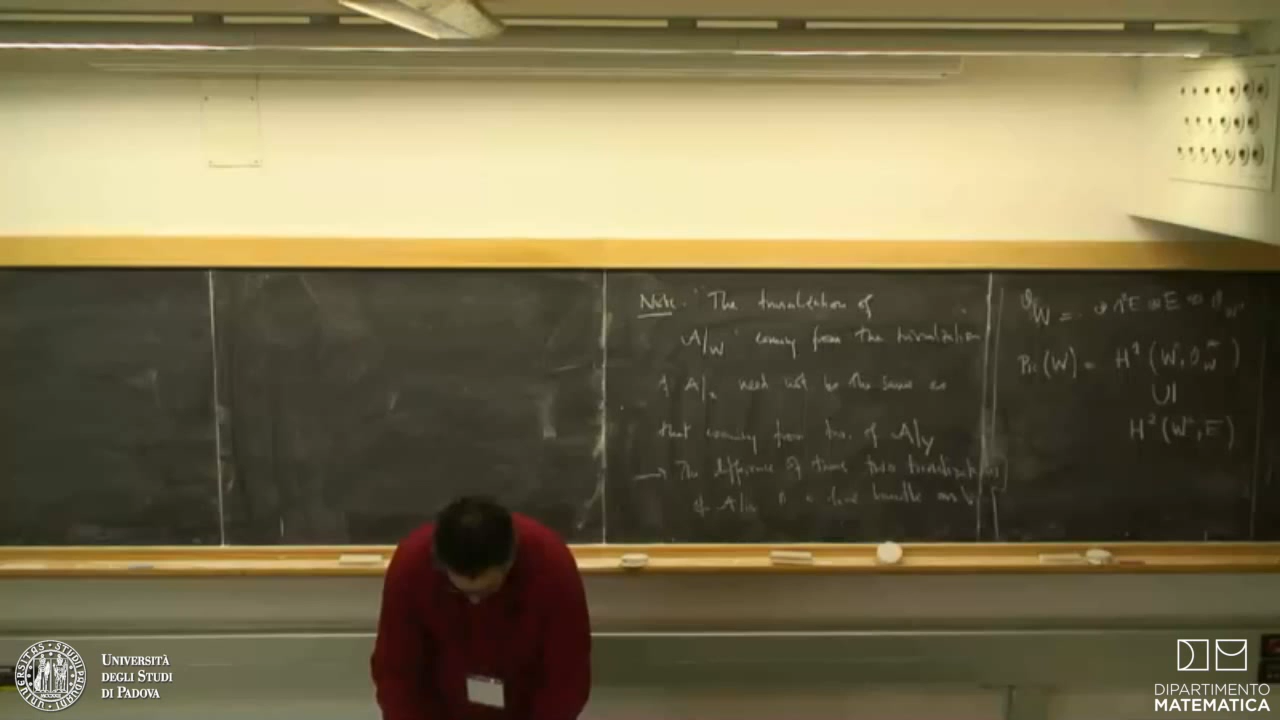 Note. The trivialization of
A/W coming from the trivialization
of A/x need not be the same as
that coming from triv. of A/y
→ The difference of these two trivializations
of A/w is a line bundle on
Pic(W) = H¹(W, O_W^*)
UI
H²(W, E)
UNIVERSITÀ
DEGLI STUDI
DI PADOVA
DIPARTIMENTO
MATEMATICA